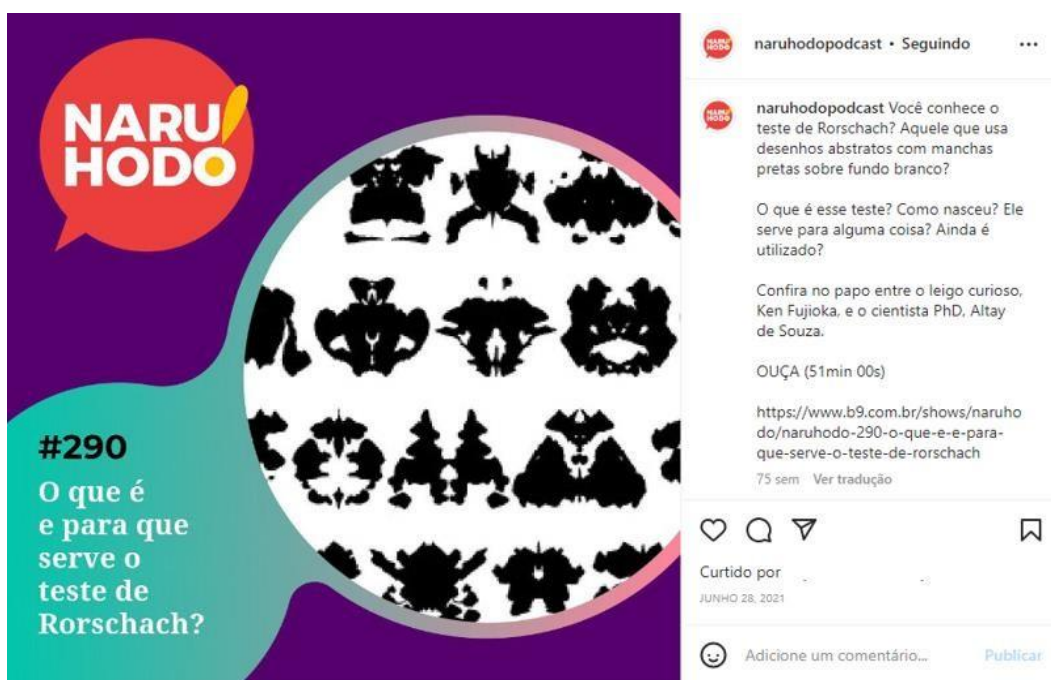 NARU
HODO
#290
O que é
e para que
serve o
teste de
Rorschach?
naruhodopodcast • Seguindo
naruhodopodcast Você conhece o
teste de Rorschach? Aquele que usa
desenhos abstratos com manchas
pretas sobre fundo branco?
O que é esse teste? Como nasceu? Ele
serve para alguma coisa? Ainda é
utilizado?
Confira no papo entre o leigo curioso,
Ken Fujioka, e o cientista PhD, Altay
de Souza.
OUÇA (51min 00s)
https://www.b9.com.br/shows/naruho
do/naruhodo-290-o-que-e-e-para-
que-serve-o-teste-de-rorschach
75 sem Ver tradução
Curtido por
JUNHO 28, 2021
Adicione um comentário... Publicar